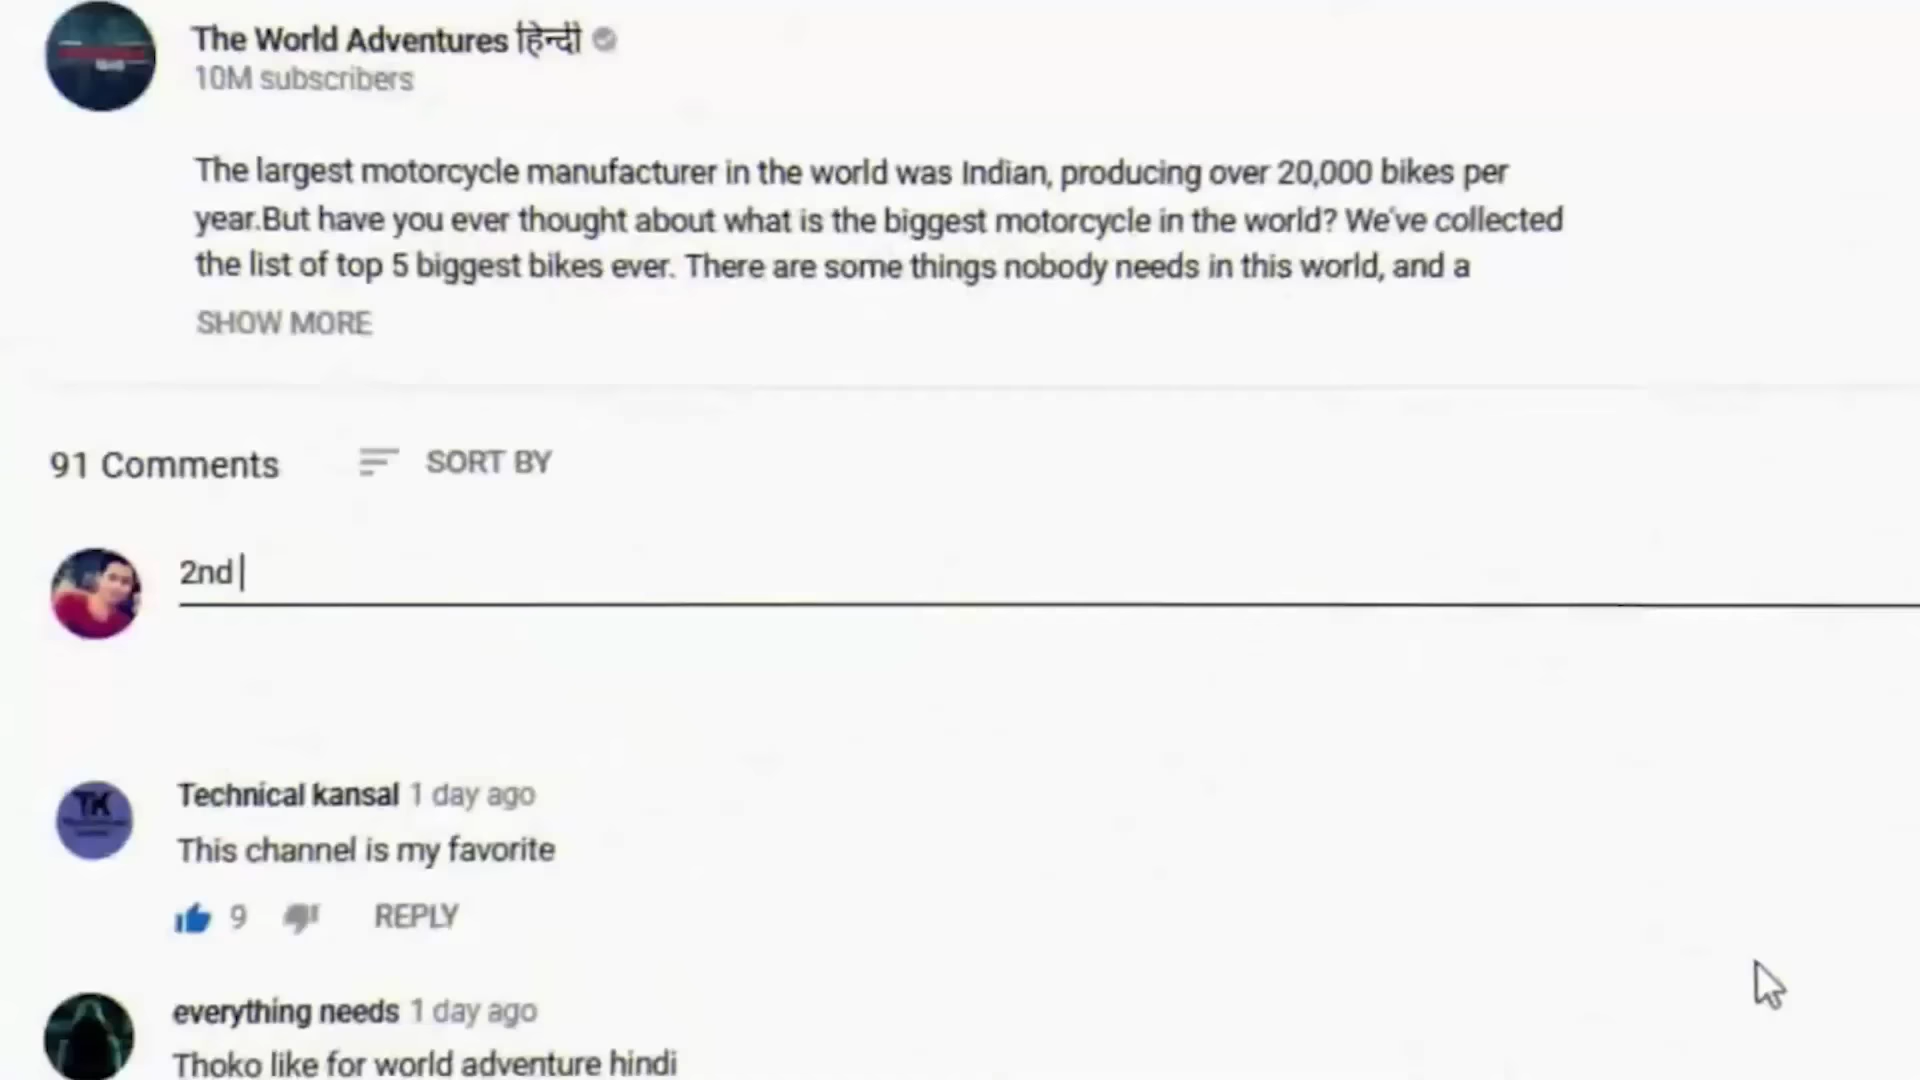 The World Adventures हिन्दी
10M subscribers
The largest motorcycle manufacturer in the world was Indian, producing over 20,000 bikes per
year.But have you ever thought about what is the biggest motorcycle in the world? We've collected
the list of top 5 biggest bikes ever. There are some things nobody needs in this world, and a
SHOW MORE
91 Comments
SORT BY
2nd
TK
Technical kansal 1 day ago
This channel is my favorite
9
REPLY
everything needs 1 day ago
Thoko like for world adventure hindi